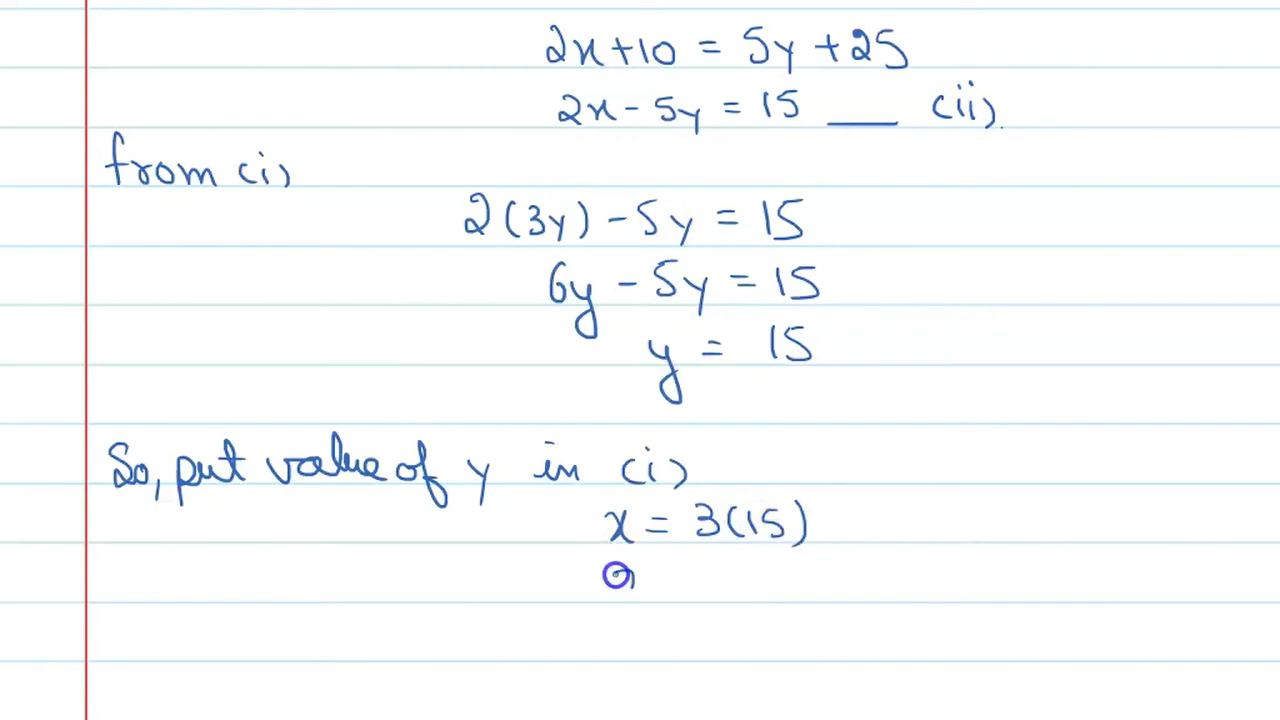 2x+10 = 5y+25
2x-5y = 15 ___ (ii)
from (i)
2(3y)-5y = 15
6y-5y = 15
y = 15
So, put value of y in (i)
x = 3(15)